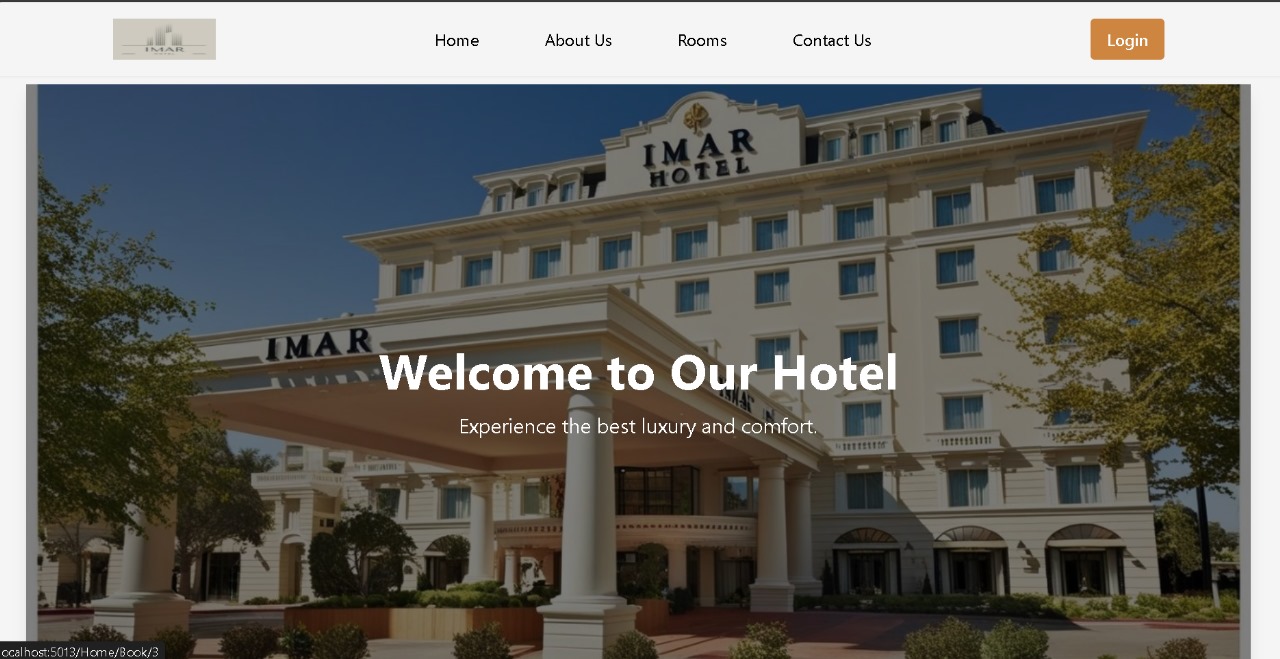 IMAR
Home
About Us
Rooms
Contact Us
Login
IMAR
HOTEL
IMAR
Welcome to Our Hotel
Experience the best luxury and comfort.
ocalhost:5013/Home/Book/3